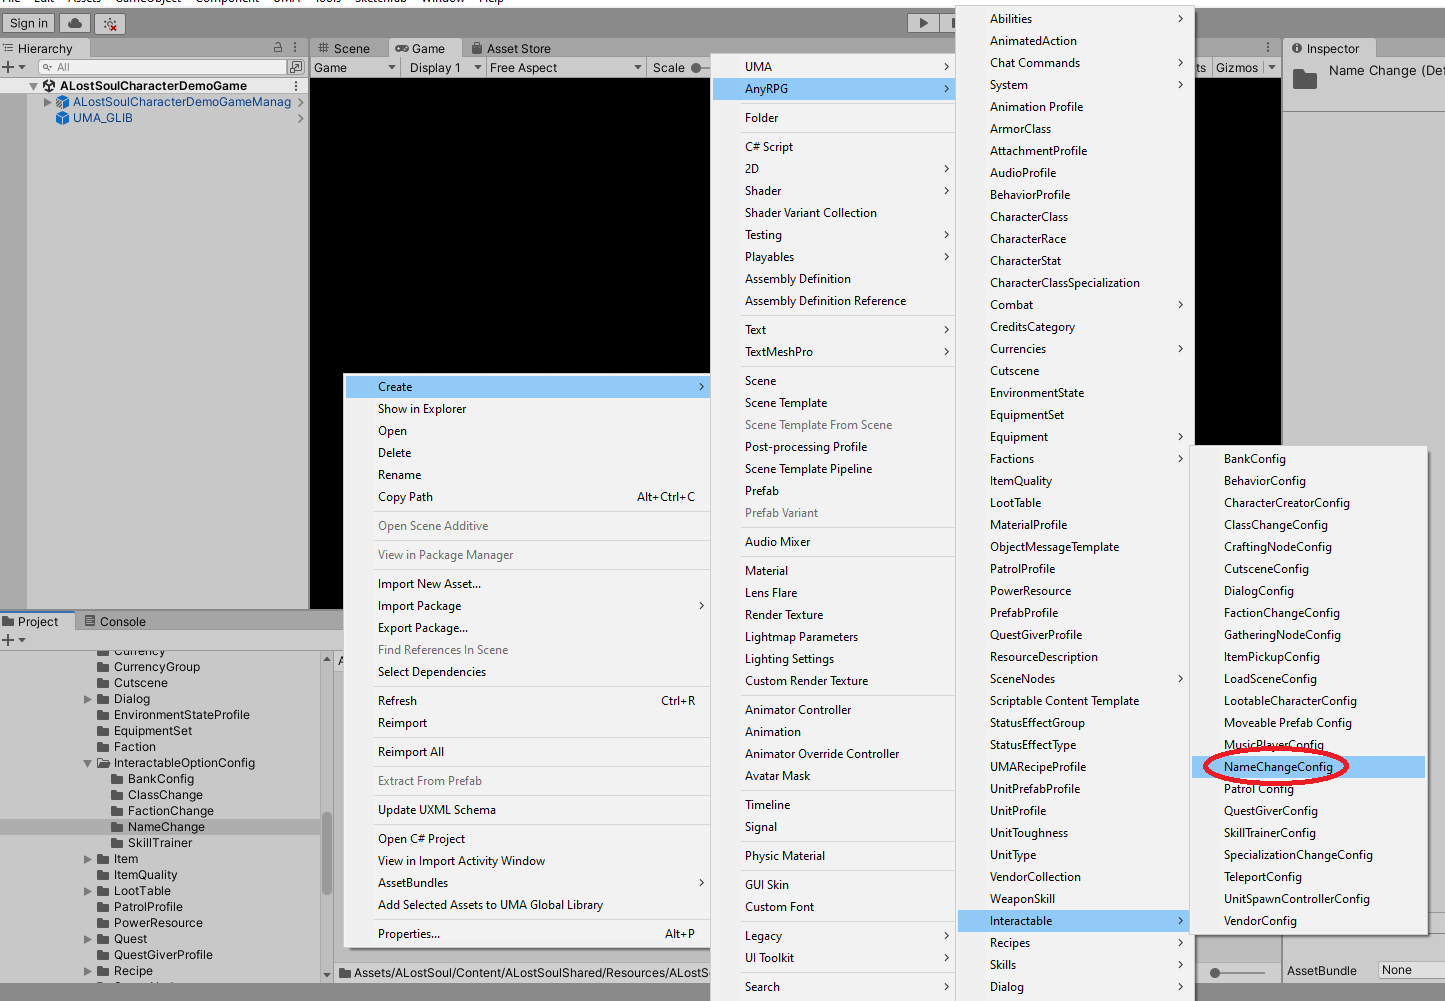 File Edit Assets GameObject Component UMA Tools Sketchfab Window Help
Sign in
Hierarchy
All
ALostSoulCharacterDemoGame
ALostSoulCharacterDemoGameManag
UMA_GLIB
Scene
Game
Asset Store
Game
Display 1
Free Aspect
Scale
ts
Gizmos
Inspector
Name Change (Def
Project
Console
Currency
CurrencyGroup
Cutscene
Dialog
EnvironmentStateProfile
EquipmentSet
Faction
InteractableOptionConfig
BankConfig
ClassChange
FactionChange
NameChange
SkillTrainer
Item
ItemQuality
LootTable
PatrolProfile
PowerResource
Quest
QuestGiverProfile
Recipe
Create
Show in Explorer
Open
Delete
Rename
Copy Path Alt+Ctrl+C
Open Scene Additive
View in Package Manager
Import New Asset...
Import Package
Export Package...
Find References In Scene
Select Dependencies
Refresh Ctrl+R
Reimport
Reimport All
Extract From Prefab
Update UXML Schema
Open C# Project
View in Import Activity Window
AssetBundles
Add Selected Assets to UMA Global Library
Properties... Alt+P
Assets/ALostSoul/Content/ALostSoulShared/Resources/ALostS
UMA
AnyRPG
Folder
C# Script
2D
Shader
Shader Variant Collection
Testing
Playables
Assembly Definition
Assembly Definition Reference
Text
TextMeshPro
Scene
Scene Template
Scene Template From Scene
Post-processing Profile
Scene Template Pipeline
Prefab
Prefab Variant
Audio Mixer
Material
Lens Flare
Render Texture
Lightmap Parameters
Lighting Settings
Custom Render Texture
Animator Controller
Animation
Animator Override Controller
Avatar Mask
Timeline
Signal
Physic Material
GUI Skin
Custom Font
Legacy
UI Toolkit
Search
Abilities
AnimatedAction
Chat Commands
System
Animation Profile
ArmorClass
AttachmentProfile
AudioProfile
BehaviorProfile
CharacterClass
CharacterRace
CharacterStat
CharacterClassSpecialization
Combat
CreditsCategory
Currencies
Cutscene
EnvironmentState
EquipmentSet
Equipment
Factions
ItemQuality
LootTable
MaterialProfile
ObjectMessageTemplate
PatrolProfile
PowerResource
PrefabProfile
QuestGiverProfile
ResourceDescription
SceneNodes
Scriptable Content Template
StatusEffectGroup
StatusEffectType
UMARecipeProfile
UnitPrefabProfile
UnitProfile
UnitToughness
UnitType
VendorCollection
WeaponSkill
Interactable
Recipes
Skills
Dialog
BankConfig
BehaviorConfig
CharacterCreatorConfig
ClassChangeConfig
CraftingNodeConfig
CutsceneConfig
DialogConfig
FactionChangeConfig
GatheringNodeConfig
ItemPickupConfig
LoadSceneConfig
LootableCharacterConfig
Moveable Prefab Config
MusicPlayerConfig
NameChangeConfig
Patrol Config
QuestGiverConfig
SkillTrainerConfig
SpecializationChangeConfig
TeleportConfig
UnitSpawnControllerConfig
VendorConfig
AssetBundle
None